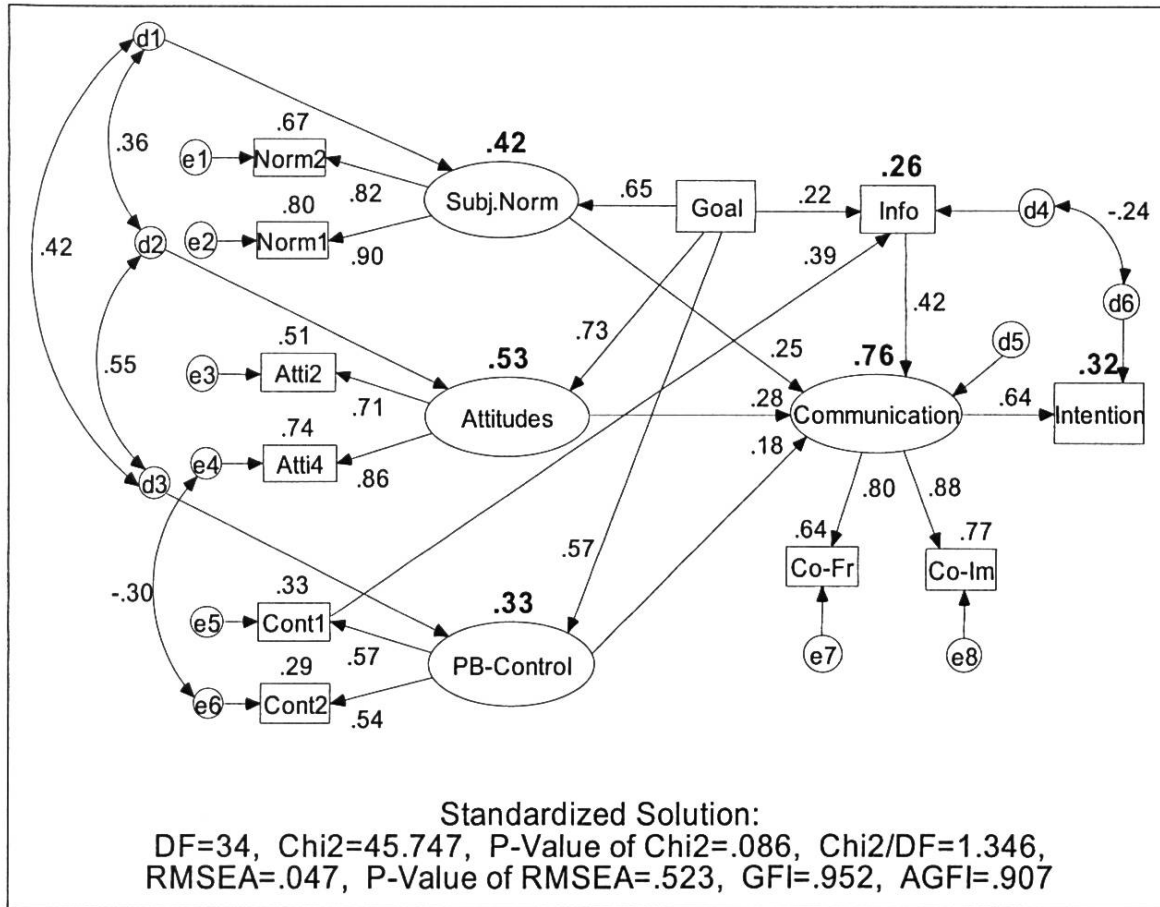 d1
.67
.42
.36
e1
Norm2
.82
.26
.65
Goal
.22
Subj.Norm
Info
d4
-.24
.80
e2
Norm1
.90
.39
d2
.42
.42
d6
.73
.51
.53
.25
.76
d5
.32
.55
e3
Atti2
.71
Attitudes
.28
Communication
.64
Intention
.74
e4
Atti4
.86
.18
d3
.80
.88
.64
.77
.57
Co-Fr
Co-Im
-.30
.33
.33
e5
Cont1
.57
PB-Control
e7
e8
.29
e6
Cont2
.54
Standardized Solution:
DF=34, Chi2=45.747, P-Value of Chi2=.086, Chi2/DF=1.346,
RMSEA=.047, P-Value of RMSEA=.523, GFI=.952, AGFI=.907